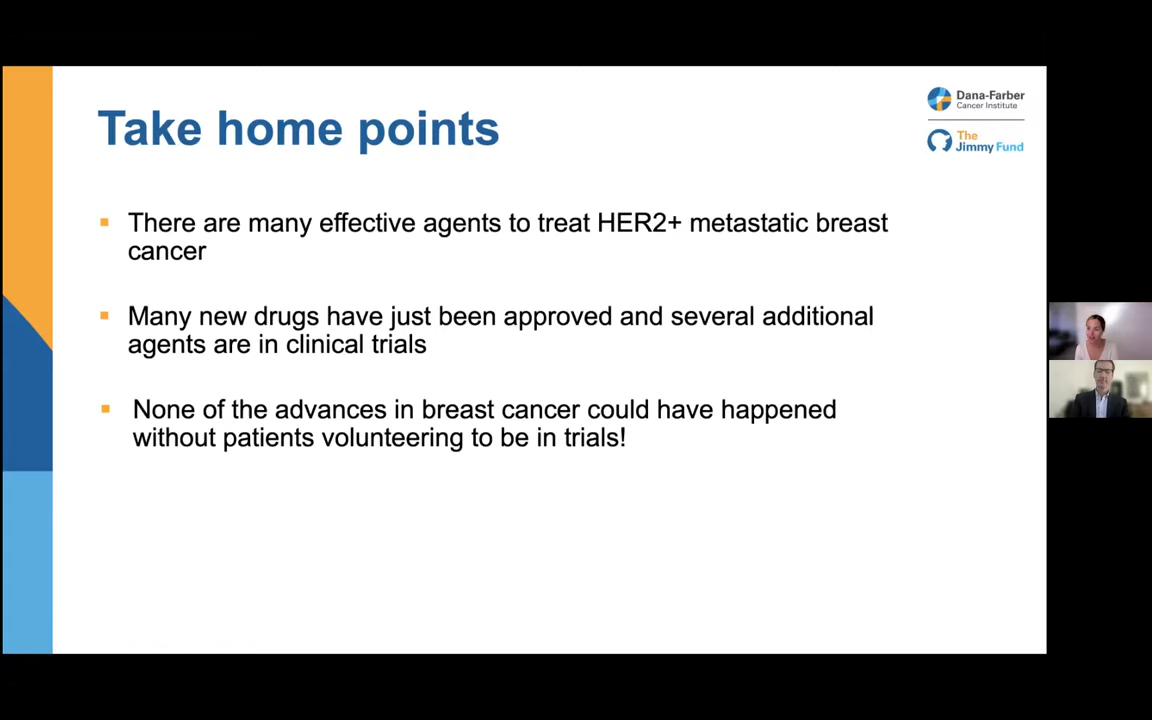 Take home points
Dana-Farber
Cancer Institute
The
Jimmy Fund
There are many effective agents to treat HER2+ metastatic breast
cancer
Many new drugs have just been approved and several additional
agents are in clinical trials
None of the advances in breast cancer could have happened
without patients volunteering to be in trials!